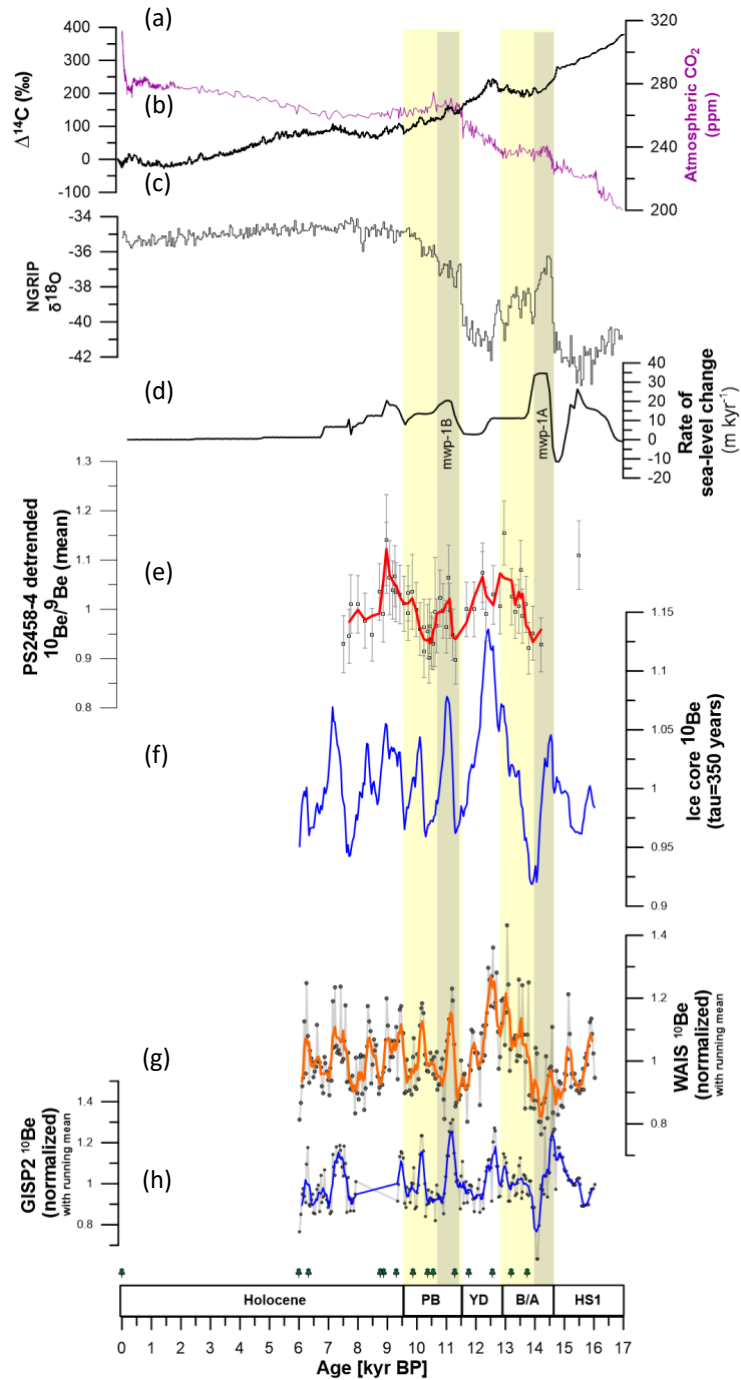 (a)
400
300
200
100
0
-100
Δ¹⁴C (‰)
320
280
240
200
Atmospheric CO₂
(ppm)
(b)
(c)
-34
-36
-38
-40
-42
NGRIP
δ¹⁸O
(d)
40
30
20
10
0
-10
-20
Rate of
sea-level change
(m kyr⁻¹)
mwp-1B
mwp-1A
1.3
1.2
1.1
1
0.9
0.8
PS2458-4 detrended
¹⁰Be/⁹Be (mean)
(e)
1.15
1.1
1.05
1
0.95
0.9
Ice core ¹⁰Be
(tau=350 years)
(f)
1.4
1.2
1
0.8
WAIS ¹⁰Be
(normalized)
with running mean
(g)
1.4
1.2
1
0.8
GISP2 ¹⁰Be
(normalized)
with running mean
(h)
Holocene PB YD B/A HS1
0 1 2 3 4 5 6 7 8 9 10 11 12 13 14 15 16 17
Age [kyr BP]